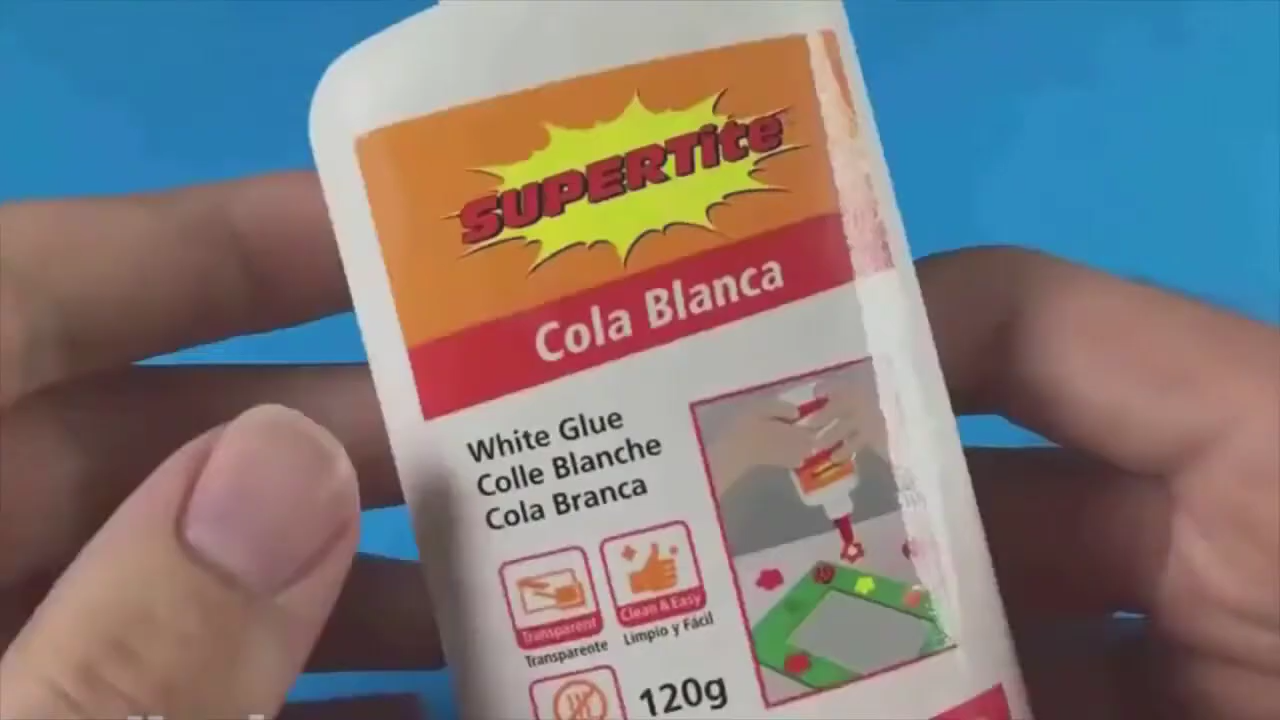 SUPERTite
Cola Blanca
White Glue
Colle Blanche
Cola Branca
Transparent
Transparente
Clean & Easy
Limpio y Fácil
120g